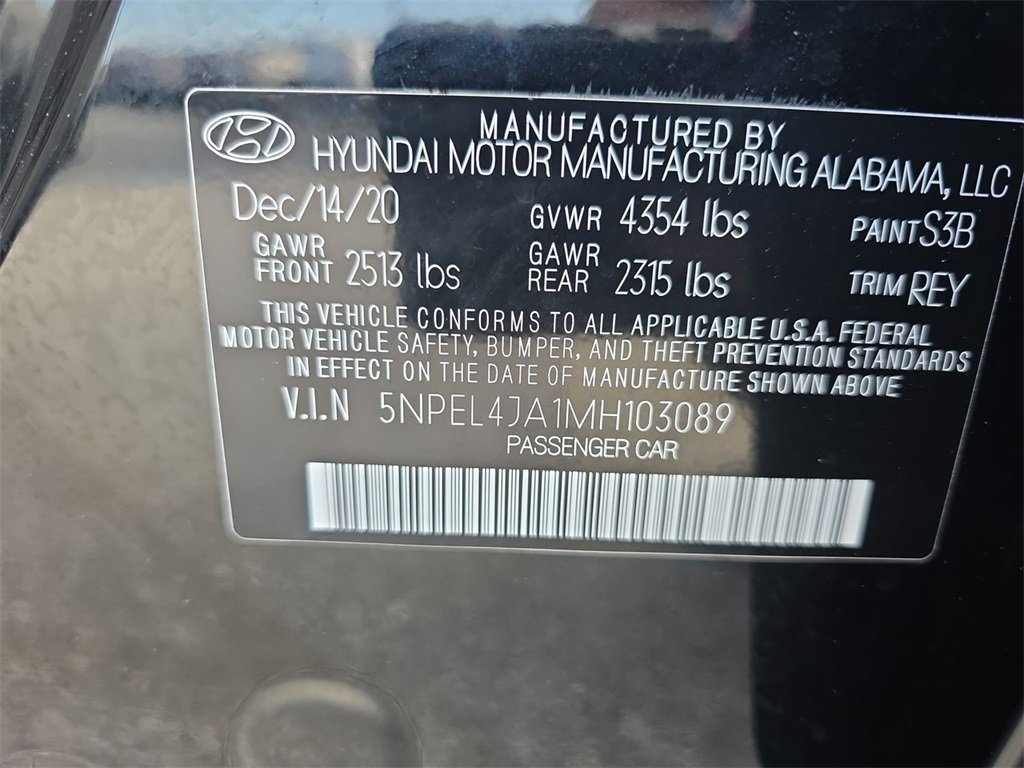 MANUFACTURED BY
HYUNDAI MOTOR MANUFACTURING ALABAMA, LLC
Dec/14/20 GVWR 4354 lbs PAINT S3B
GAWR FRONT 2513 lbs GAWR REAR 2315 lbs TRIM REY
THIS VEHICLE CONFORMS TO ALL APPLICABLE U.S.A. FEDERAL
MOTOR VEHICLE SAFETY, BUMPER, AND THEFT PREVENTION STANDARDS
IN EFFECT ON THE DATE OF MANUFACTURE SHOWN ABOVE
V.I.N 5NPEL4JA1MH103089
PASSENGER CAR